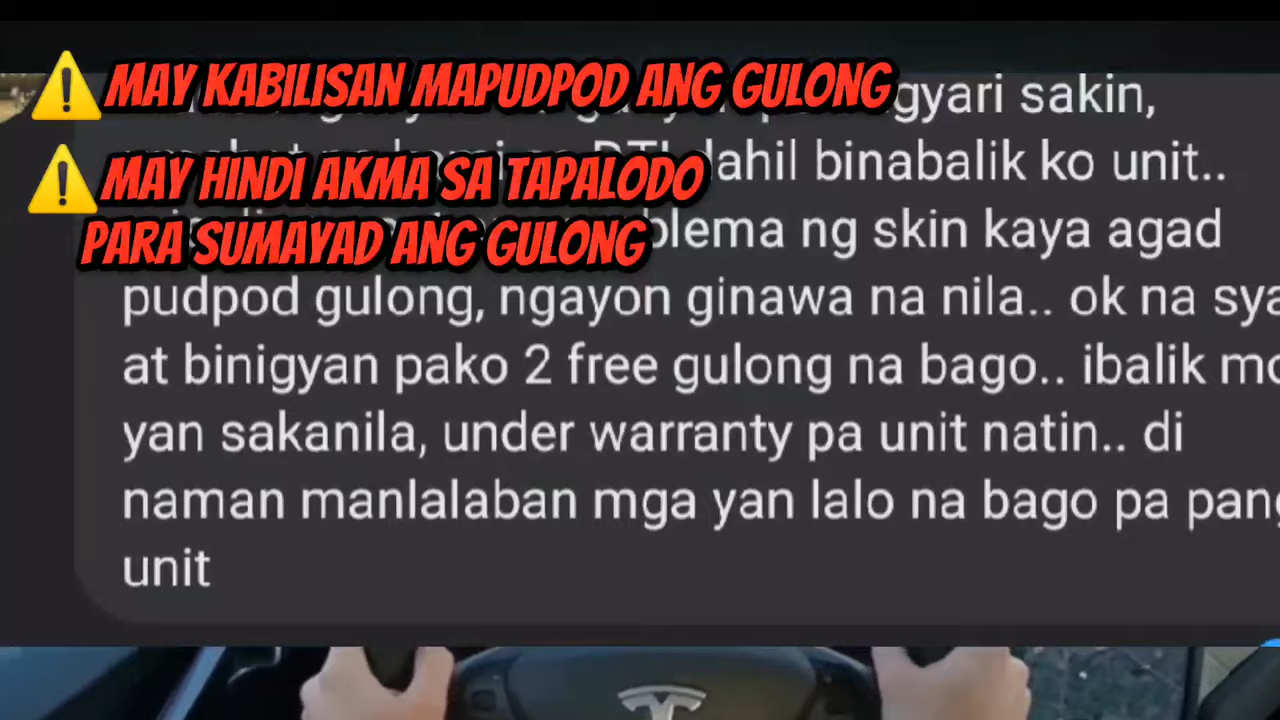 ⚠️MAY KABILISAN MAPUDPOD ANG GULONG
⚠️MAY HINDI AKMA SA TAPALODO
PARA SUMAYAD ANG GULONG
sakin,
DTI dahil binabalik ko unit..
ng skin kaya agad
pudpod gulong, ngayon ginawa na nila.. ok na sya
at binigyan pako 2 free gulong na bago.. ibalik mo
yan sakanila, under warranty pa unit natin.. di
naman manlalaban mga yan lalo na bago pa pang
unit